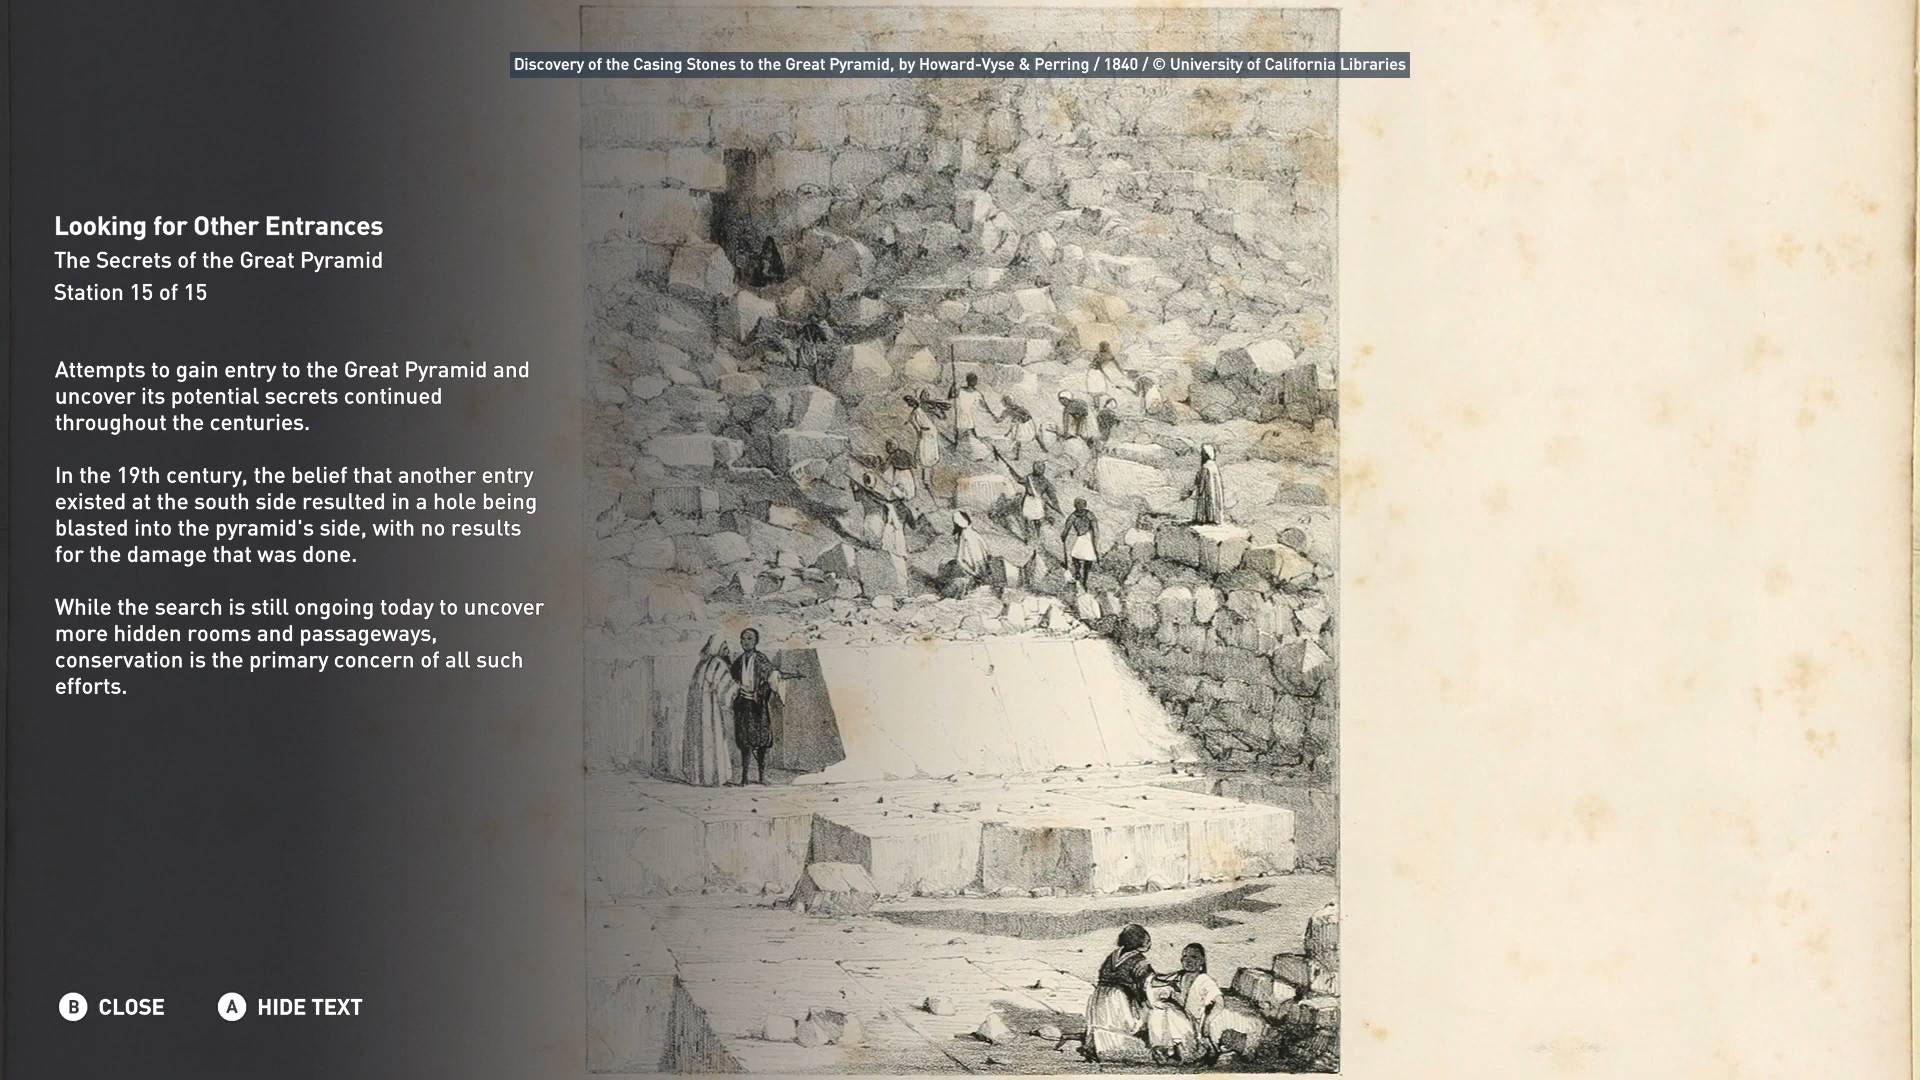 Discovery of the Casing Stones to the Great Pyramid, by Howard-Vyse & Perring / 1840 / © University of California Libraries
Looking for Other Entrances
The Secrets of the Great Pyramid
Station 15 of 15
Attempts to gain entry to the Great Pyramid and
uncover its potential secrets continued
throughout the centuries.
In the 19th century, the belief that another entry
existed at the south side resulted in a hole being
blasted into the pyramid's side, with no results
for the damage that was done.
While the search is still ongoing today to uncover
more hidden rooms and passageways,
conservation is the primary concern of all such
efforts.
B CLOSE A HIDE TEXT